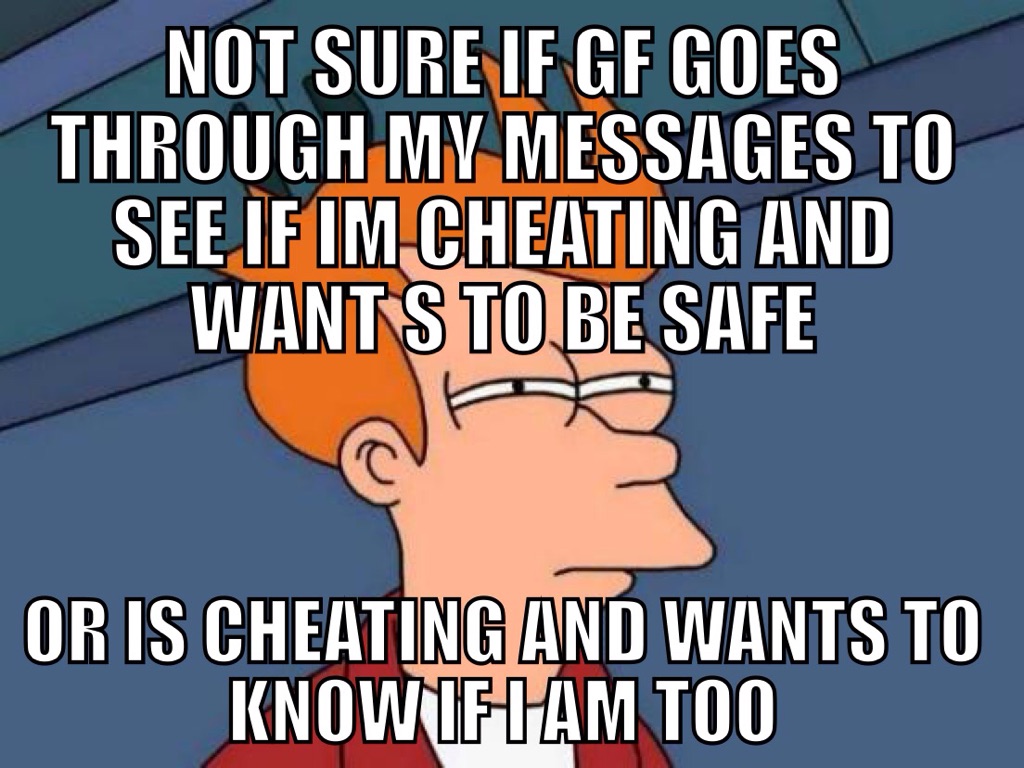 NOT SURE IF GF GOES
THROUGH MY MESSAGES TO
SEE IF IM CHEATING AND
WANT S TO BE SAFE
OR IS CHEATING AND WANTS TO
KNOW IF I AM TOO